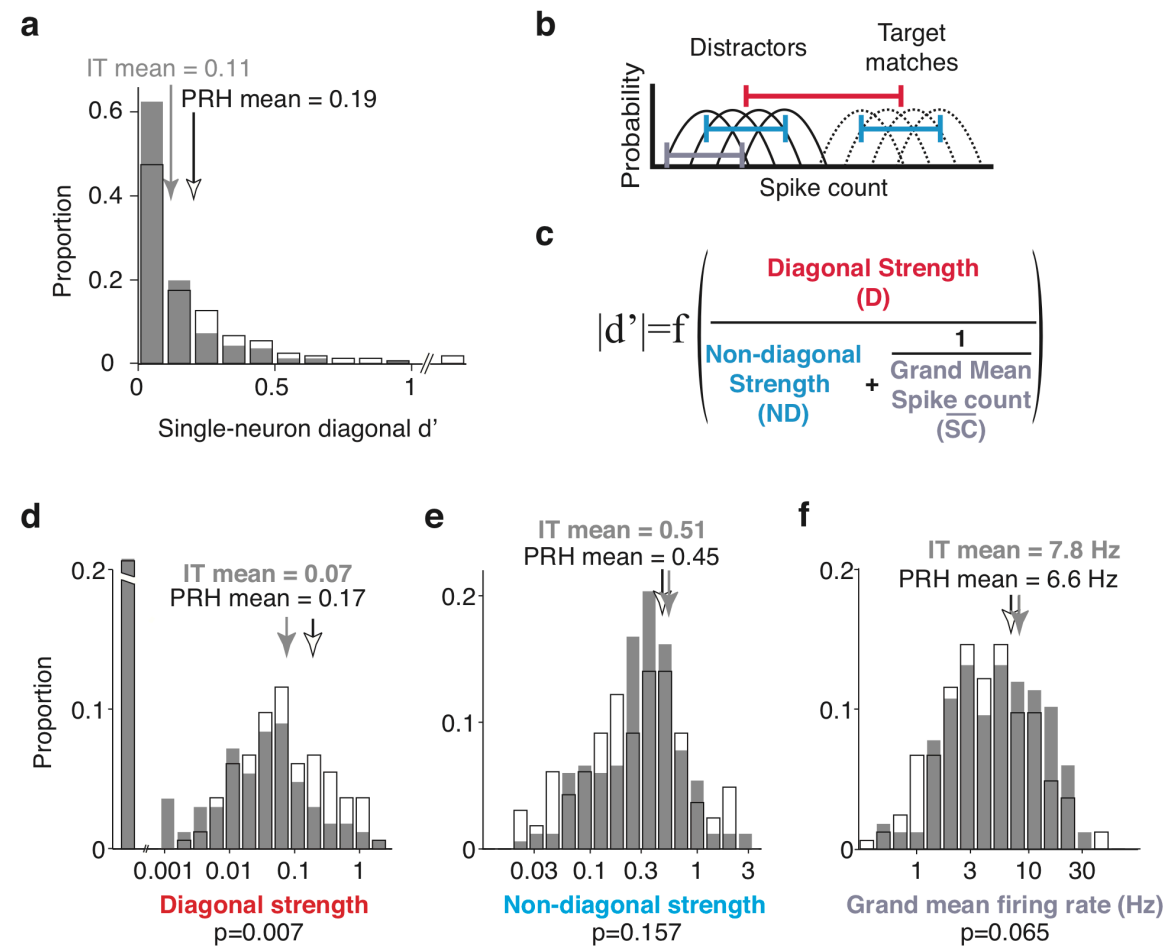 a
IT mean = 0.11
PRH mean = 0.19
0.6
0.4
0.2
0
Proportion
0
0.5
1
Single-neuron diagonal d’
b
Distractors
Target
matches
Probability
Spike count
c
|d’|=f
Diagonal Strength
(D)
Non-diagonal
Strength
(ND)
+
1
Grand Mean
Spike count
(SC)
d
IT mean = 0.07
PRH mean = 0.17
0.2
0.1
0
Proportion
0.001
0.01
0.1
1
Diagonal strength
p=0.007
e
IT mean = 0.51
PRH mean = 0.45
0.2
0.1
0
0.03
0.1
0.3
1
3
Non-diagonal strength
p=0.157
f
IT mean = 7.8 Hz
PRH mean = 6.6 Hz
0.2
0.1
0
1
3
10
30
Grand mean firing rate (Hz)
p=0.065